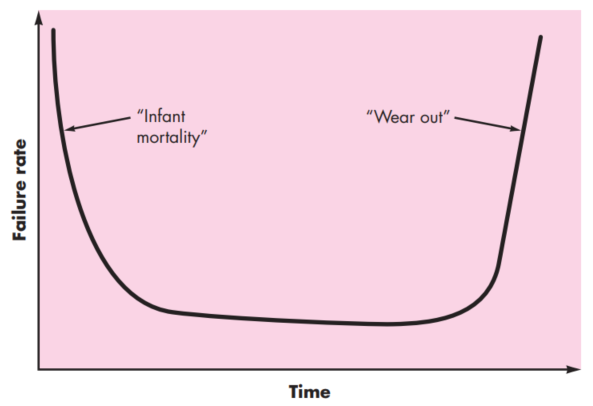 “Infant
mortality”
“Wear out”
Failure rate
Time